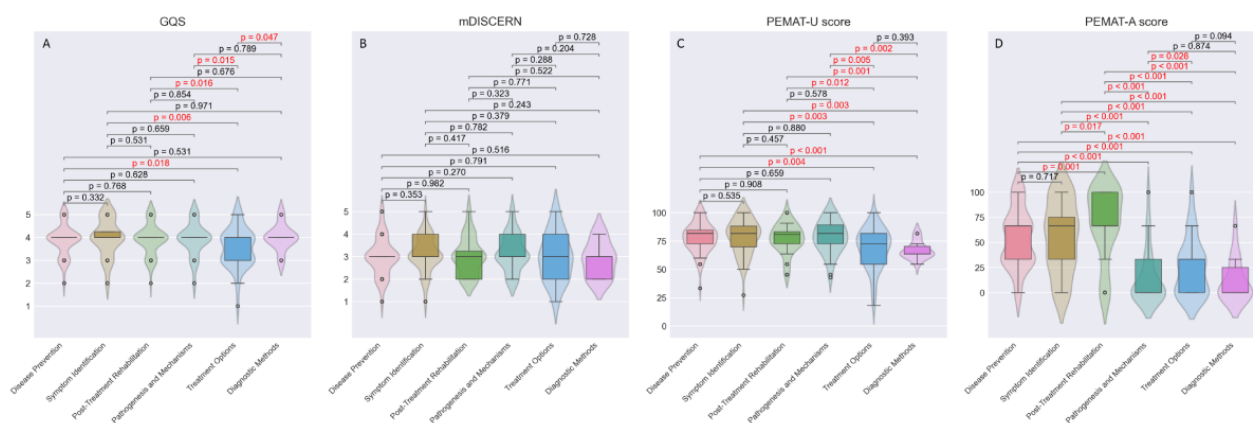 GQS
A
p = 0.047
p = 0.789
p = 0.015
p = 0.676
p = 0.016
p = 0.854
p = 0.971
p = 0.006
p = 0.659
p = 0.531
p = 0.531
p = 0.018
p = 0.628
p = 0.768
p = 0.332
5
4
3
2
1
Disease Prevention
Symptom Identification
Post-Treatment Rehabilitation
Pathogenesis and Mechanisms
Treatment Options
Diagnostic Methods
mDISCERN
B
p = 0.728
p = 0.204
p = 0.288
p = 0.522
p = 0.771
p = 0.323
p = 0.243
p = 0.379
p = 0.782
p = 0.417
p = 0.516
p = 0.791
p = 0.270
p = 0.982
p = 0.353
5
4
3
2
1
Disease Prevention
Symptom Identification
Post-Treatment Rehabilitation
Pathogenesis and Mechanisms
Treatment Options
Diagnostic Methods
PEMAT-U score
C
p = 0.393
p = 0.002
p = 0.005
p = 0.001
p = 0.012
p = 0.578
p = 0.003
p = 0.003
p = 0.880
p = 0.457
p < 0.001
p = 0.004
p = 0.659
p = 0.908
p = 0.535
100
75
50
25
0
Disease Prevention
Symptom Identification
Post-Treatment Rehabilitation
Pathogenesis and Mechanisms
Treatment Options
Diagnostic Methods
PEMAT-A score
D
p = 0.094
p = 0.874
p = 0.028
p < 0.001
p < 0.001
p < 0.001
p < 0.001
p < 0.001
p < 0.001
p = 0.017
p < 0.001
p < 0.001
p < 0.001
p = 0.001
p = 0.717
100
75
50
25
0
Disease Prevention
Symptom Identification
Post-Treatment Rehabilitation
Pathogenesis and Mechanisms
Treatment Options
Diagnostic Methods